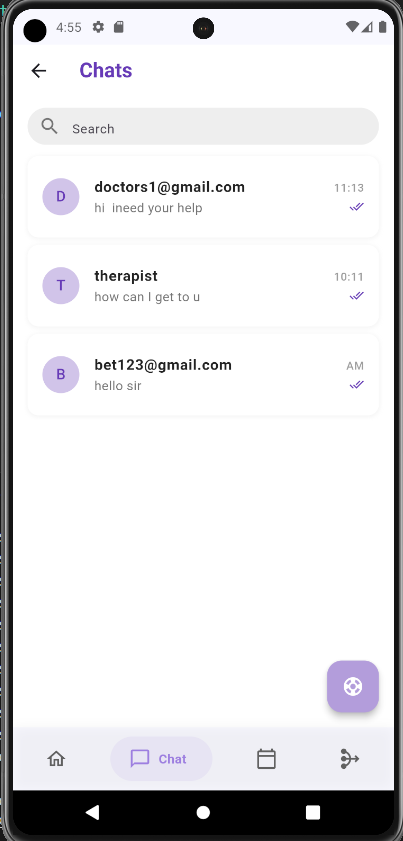 4:55
Chats
Search
D
doctors1@gmail.com
11:13
hi  ineed your help
T
therapist
10:11
how can I get to u
B
bet123@gmail.com
AM
hello sir
Chat